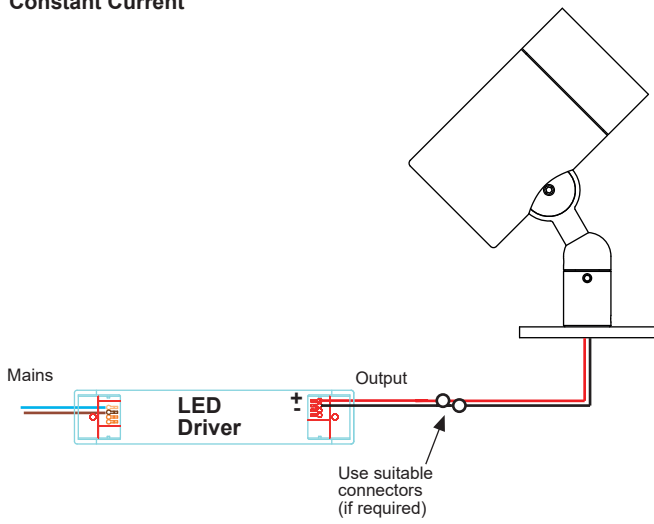 Constant Current
Mains
Output
LED
Driver
+
-
Use suitable
connectors
(if required)